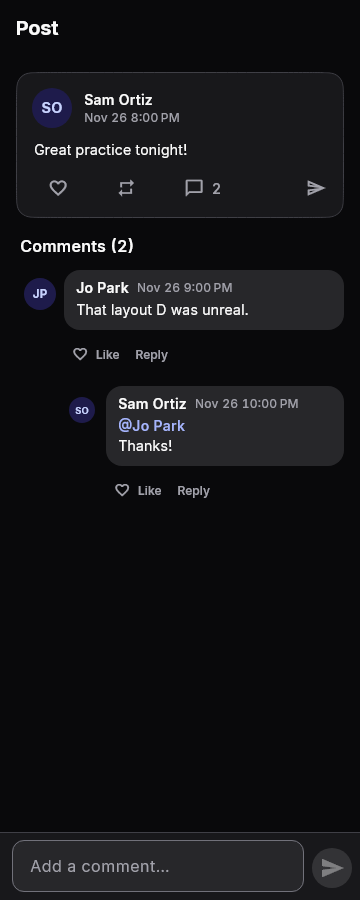 Post
SO
Sam Ortiz
Nov 26 8:00 PM
Great practice tonight!
2
Comments (2)
JP
Jo Park Nov 26 9:00 PM
That layout D was unreal.
Like Reply
SO
Sam Ortiz Nov 26 10:00 PM
@Jo Park
Thanks!
Like Reply
Add a comment...